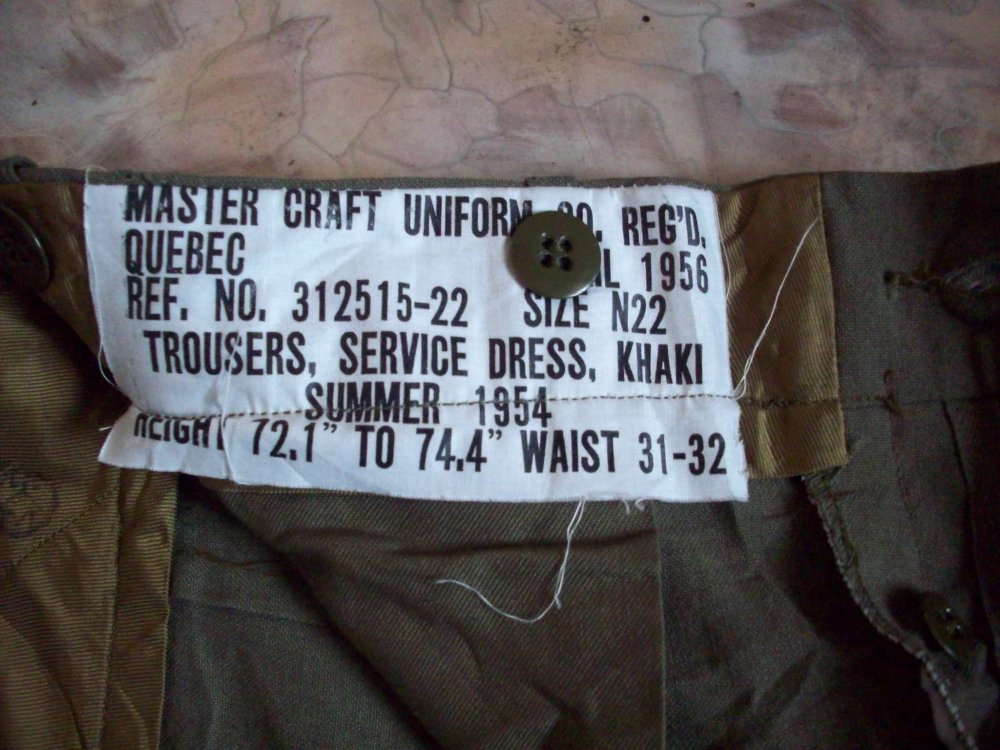 MASTER CRAFT UNIFORM CO. REG'D.
QUEBEC 1956
REF. NO. 312515-22 SIZE N22
TROUSERS, SERVICE DRESS, KHAKI
SUMMER 1954
HEIGHT 72.1" TO 74.4" WAIST 31-32